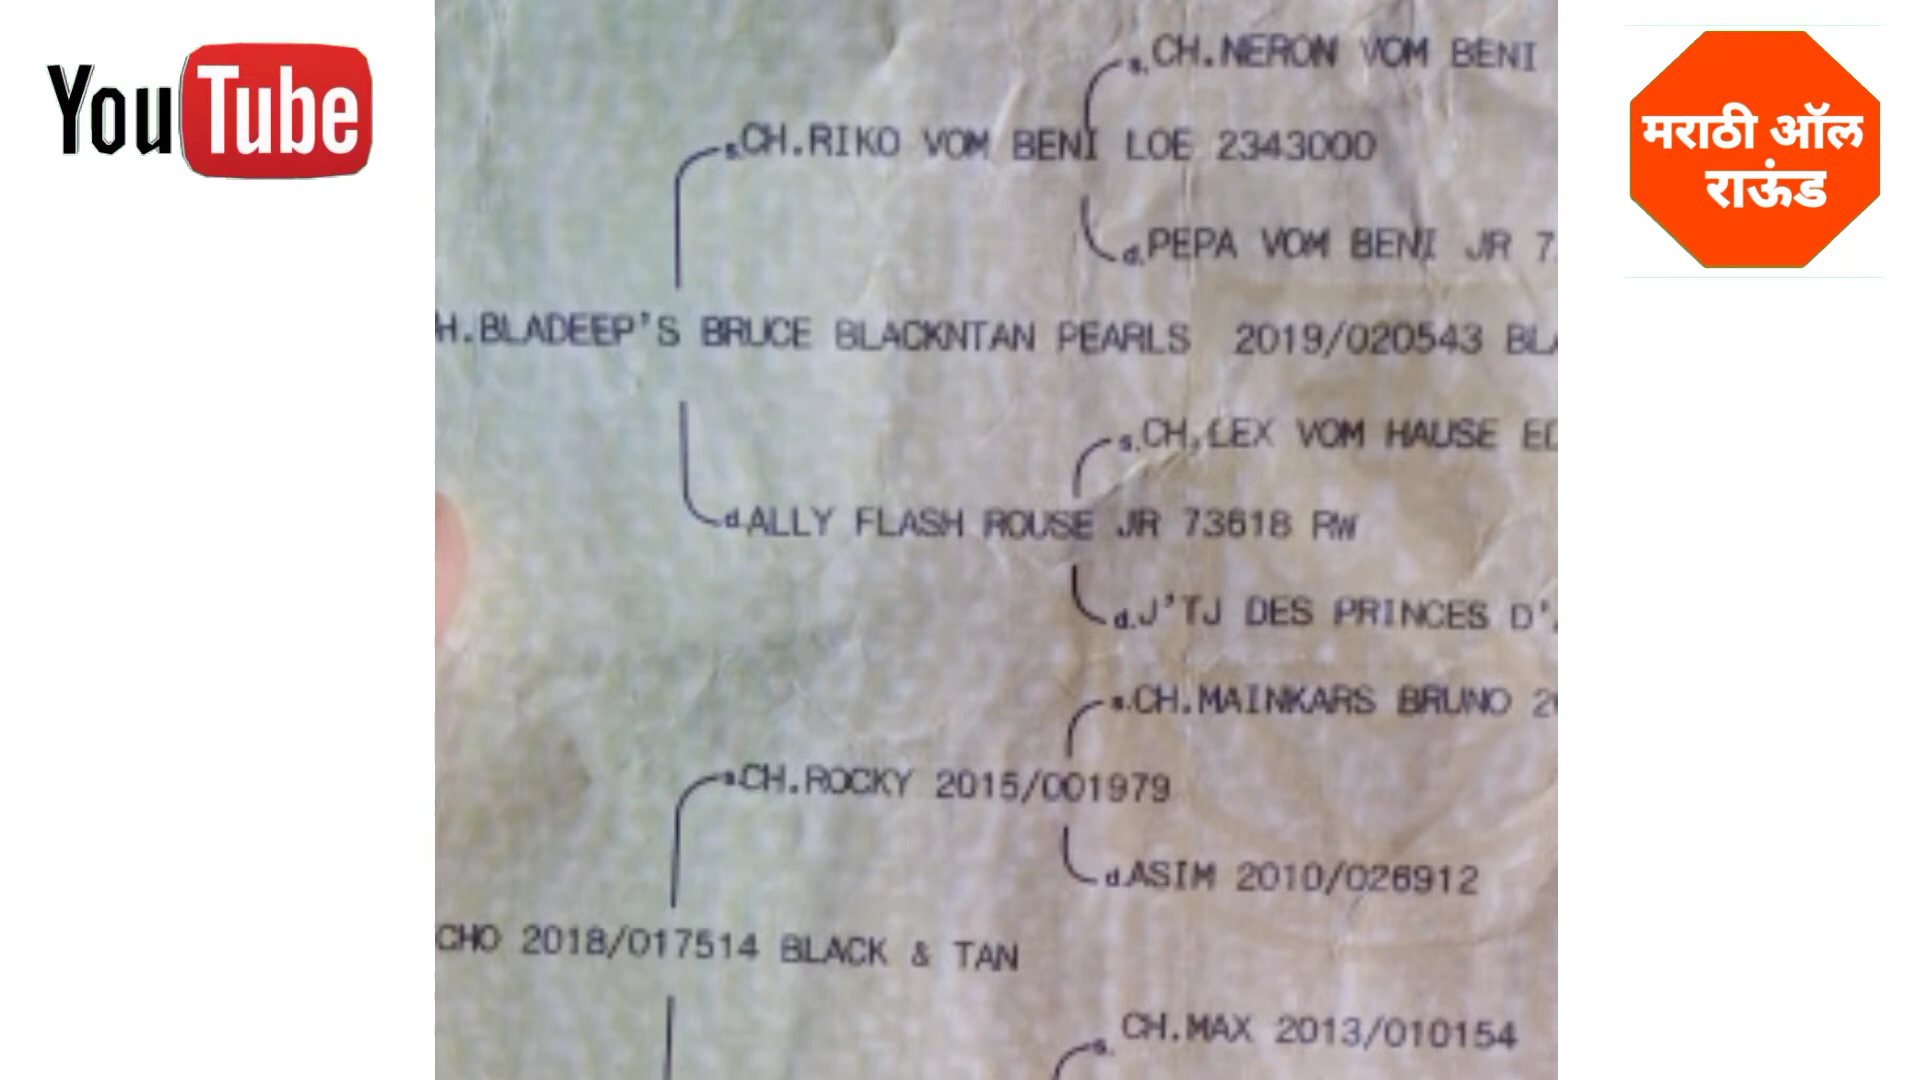 YouTube
मराठी ऑल
राऊंड
s.CH.NERON VOM BENI
s.CH.RIKO VOM BENI LOE 2343000
d.PEPA VOM BENI JR 7
H.BLADEEP'S BRUCE BLACKNTAN PEARLS 2019/020543
s.CH.LEX VOM HAUSE
d.ALLY FLASH ROUSE JR 73618 RW
d.J'TJ DES PRINCES D'
s.CH.MAINKARS BRUNO
s.CH.ROCKY 2015/001979
d.ASIM 2010/026912
CHO 2018/017514 BLACK & TAN
s. CH.MAX 2013/010154